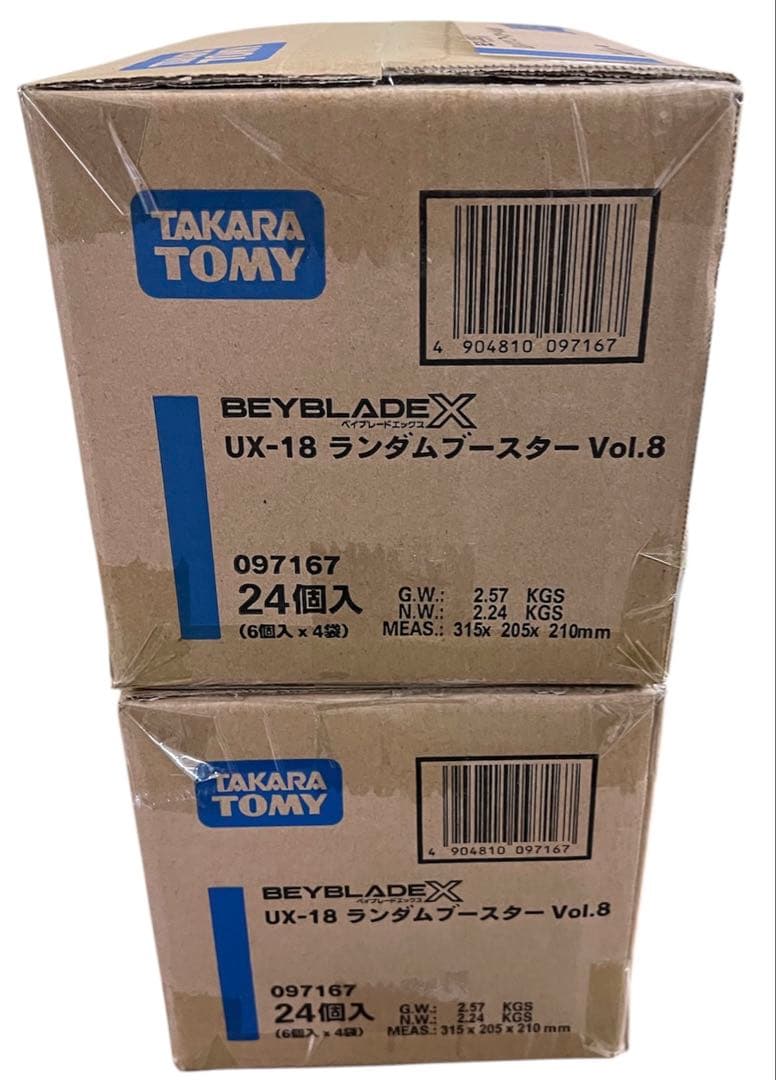 TAKARA
TOMY
4 904810 097167
BEYBLADE X
ベイブレードエックス
UX-18 ランダムブースター Vol.8
097167
24個入
(6個入 x 4袋)
G.W.: 2.57 KGS
N.W.: 2.24 KGS
MEAS.: 315x 205x 210mm
TAKARA
TOMY
4 904810 097167
BEYBLADE X
ベイブレードエックス
UX-18 ランダムブースター Vol.8
097167
24個入
(6個入 x 4袋)
G.W.: 2.57 KGS
N.W.: 2.24 KGS
MEAS.: 315 x 205 x 210 mm